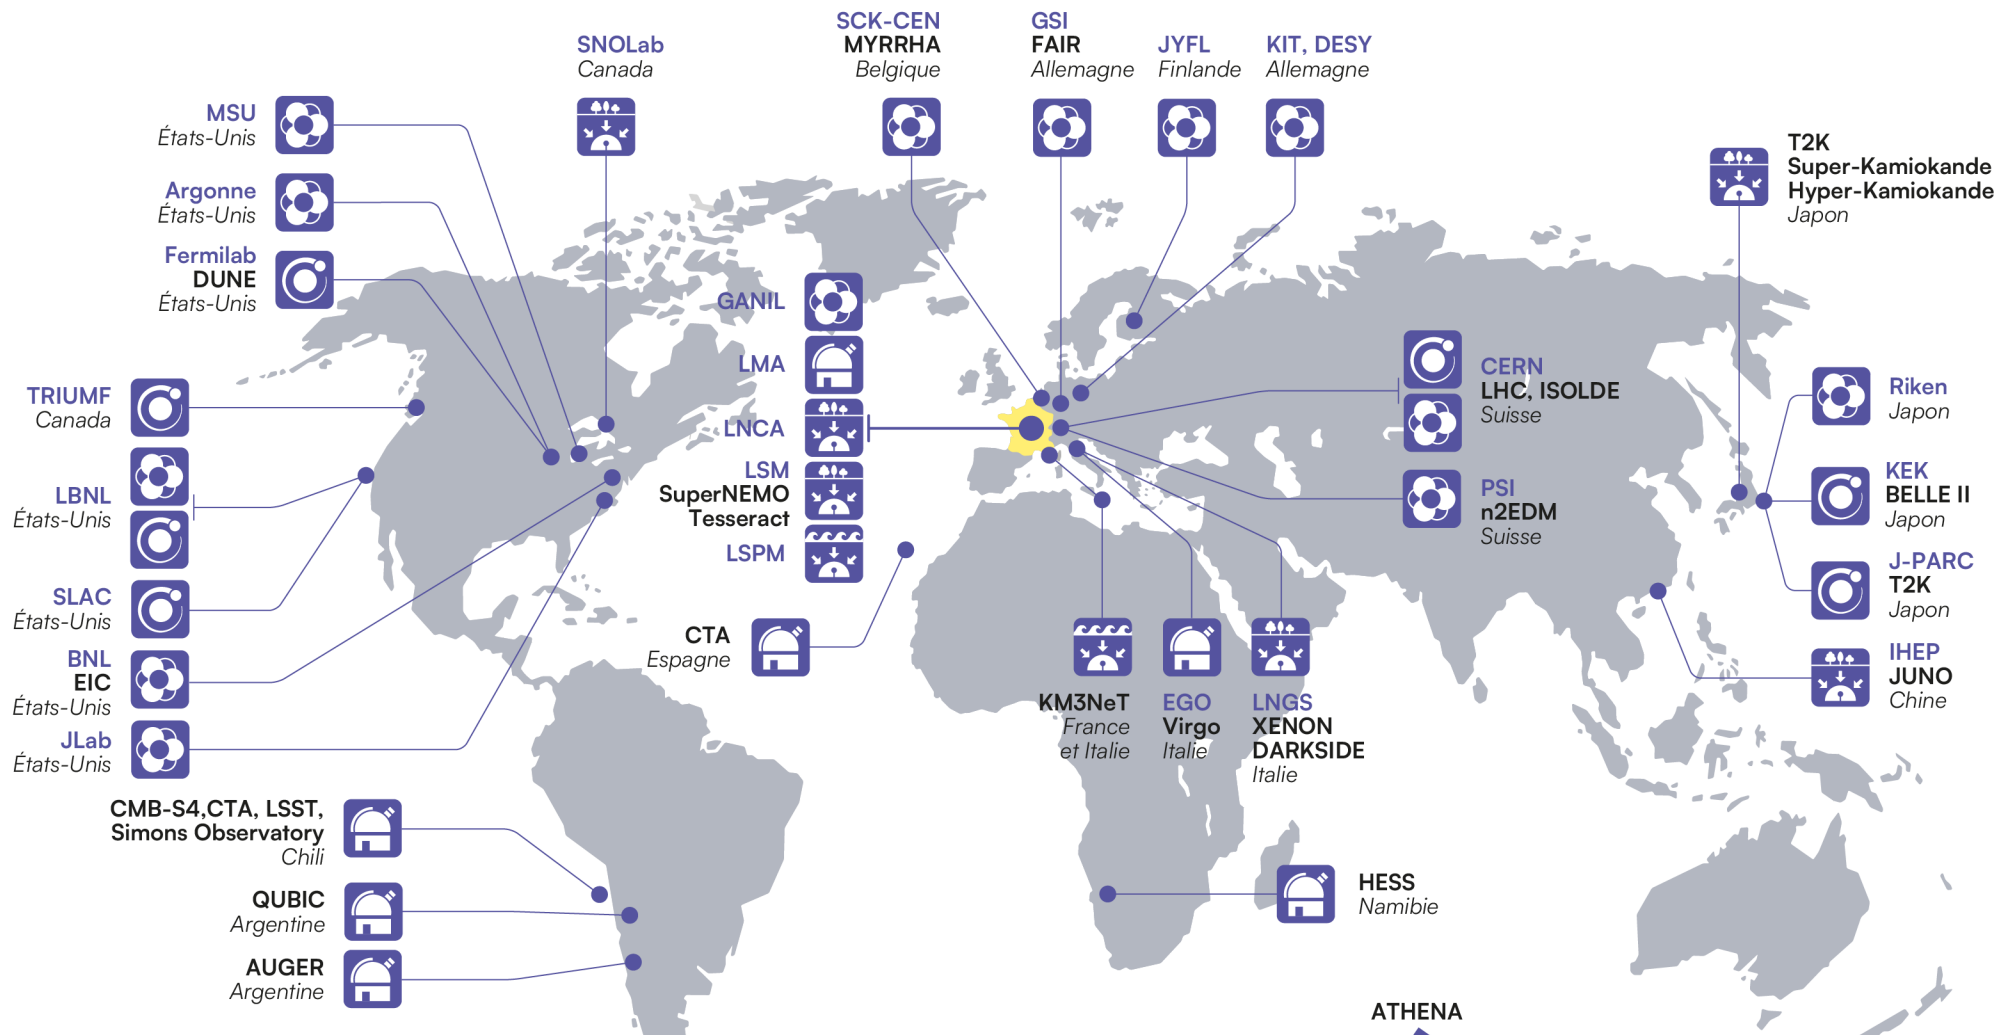 SCK-CEN
MYRRHA
Belgique
GSI
FAIR
Allemagne
SNOLab
Canada
JYFL
Finlande
KIT, DESY
Allemagne
MSU
États-Unis
Argonne
États-Unis
Fermilab
DUNE
États-Unis
T2K
Super-Kamiokande
Hyper-Kamiokande
Japon
GANIL
LMA
LNCA
LSM
SuperNEMO
Tesseract
LSPM
CERN
LHC, ISOLDE
Suisse
PSI
n2EDM
Suisse
Riken
Japon
KEK
BELLE II
Japon
J-PARC
T2K
Japon
IHEP
JUNO
Chine
TRIUMF
Canada
LBNL
États-Unis
SLAC
États-Unis
BNL
EIC
États-Unis
JLab
États-Unis
CTA
Espagne
KM3NeT
France
et Italie
EGO
Virgo
Italie
LNGS
XENON
DARKSIDE
Italie
CMB-S4,CTA, LSST,
Simons Observatory
Chili
QUBIC
Argentine
AUGER
Argentine
HESS
Namibie
ATHENA